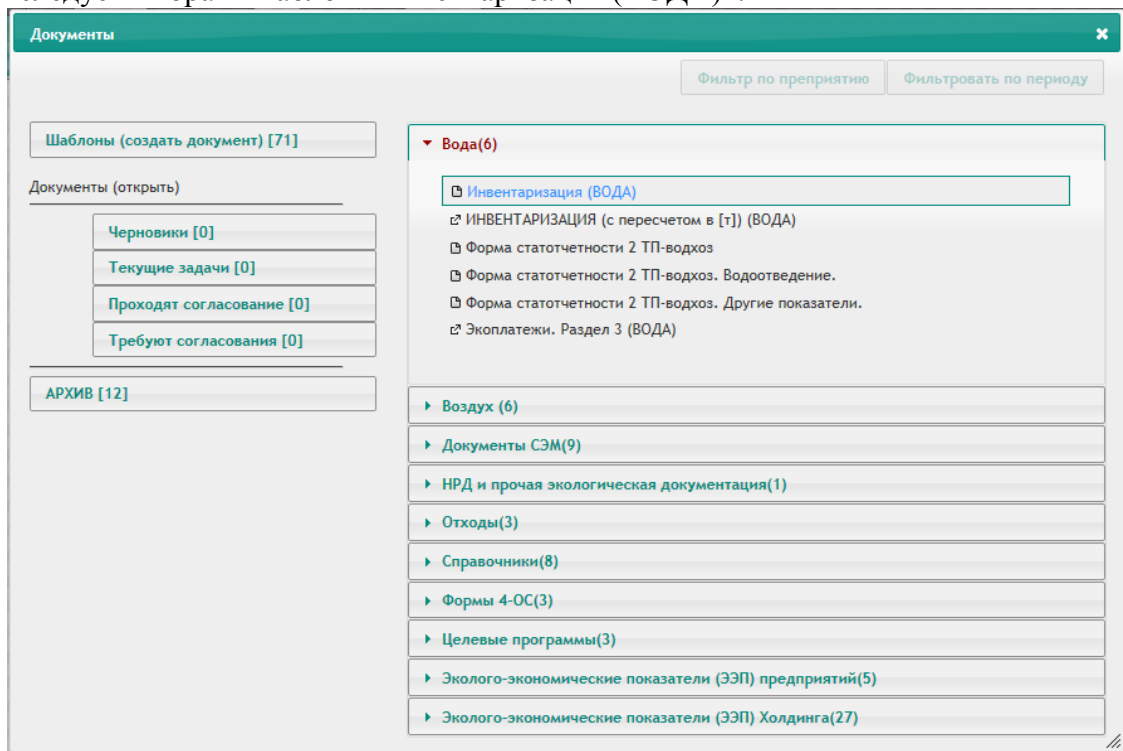 Документы
Фильтр по преприятию
Фильтровать по периоду
Шаблоны (создать документ) [71]
Документы (открыть)
Черновики [0]
Текущие задачи [0]
Проходят согласование [0]
Требуют согласования [0]
АРХИВ [12]
Вода(6)
Инвентаризация (ВОДА)
ИНВЕНТАРИЗАЦИЯ (с пересчетом в [т]) (ВОДА)
Форма статотчетности 2 ТП-водхоз
Форма статотчетности 2 ТП-водхоз. Водоотведение.
Форма статотчетности 2 ТП-водхоз. Другие показатели.
Экоплатежи. Раздел 3 (ВОДА)
Воздух (6)
Документы СЭМ(9)
НРД и прочая экологическая документация(1)
Отходы(3)
Справочники(8)
Формы 4-ОС(3)
Целевые программы(3)
Эколого-экономические показатели (ЭЭП) предприятий(5)
Эколого-экономические показатели (ЭЭП) Холдинга(27)